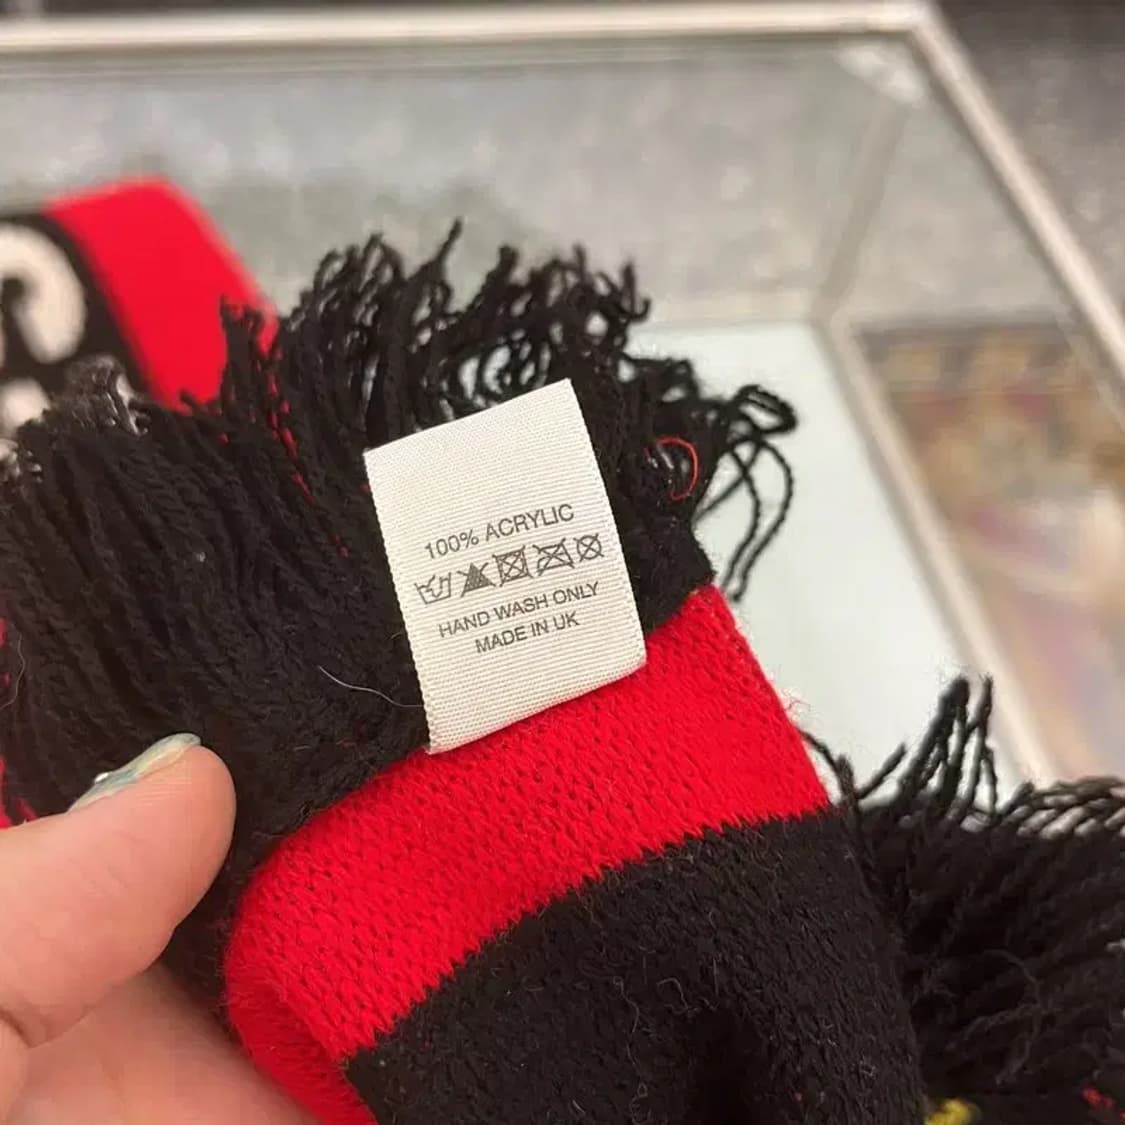 100% ACRYLIC
HAND WASH ONLY
MADE IN UK